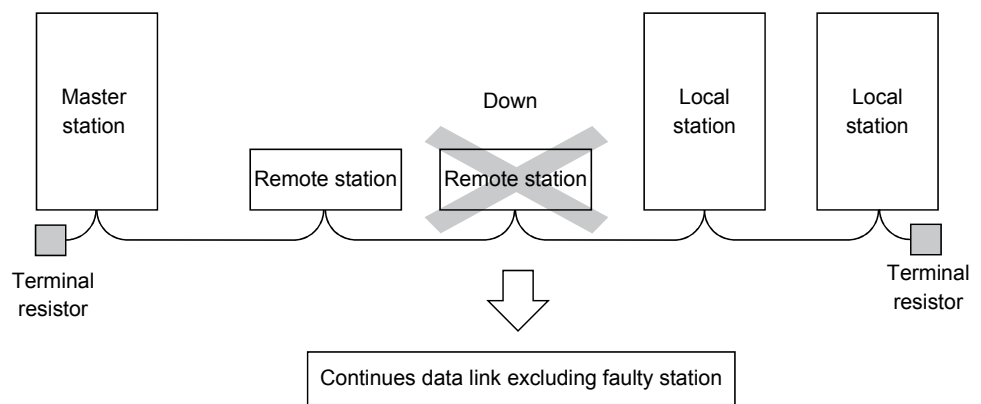 Master
station
Remote station
Down
Remote station
Local
station
Local
station
Terminal
resistor
Terminal
resistor
Continues data link excluding faulty station